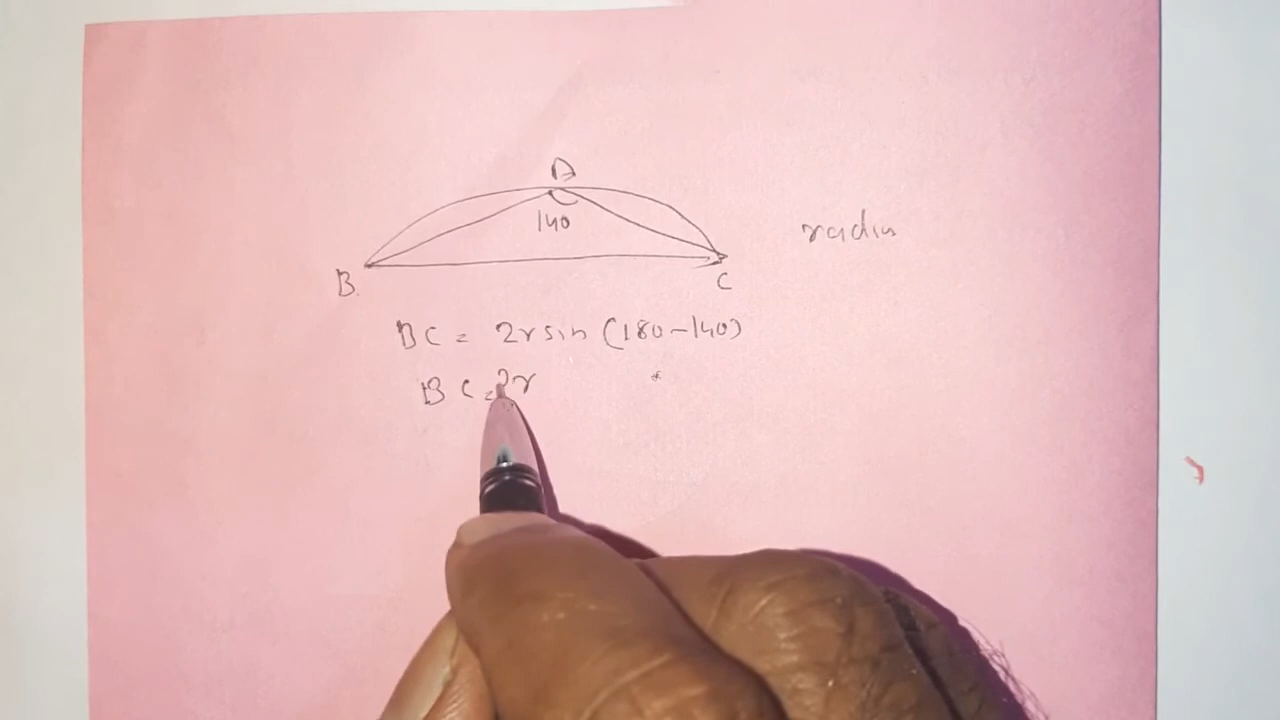 A
140
radiu
B.
C
BC = 2r sin (180-140)
BC = 2r